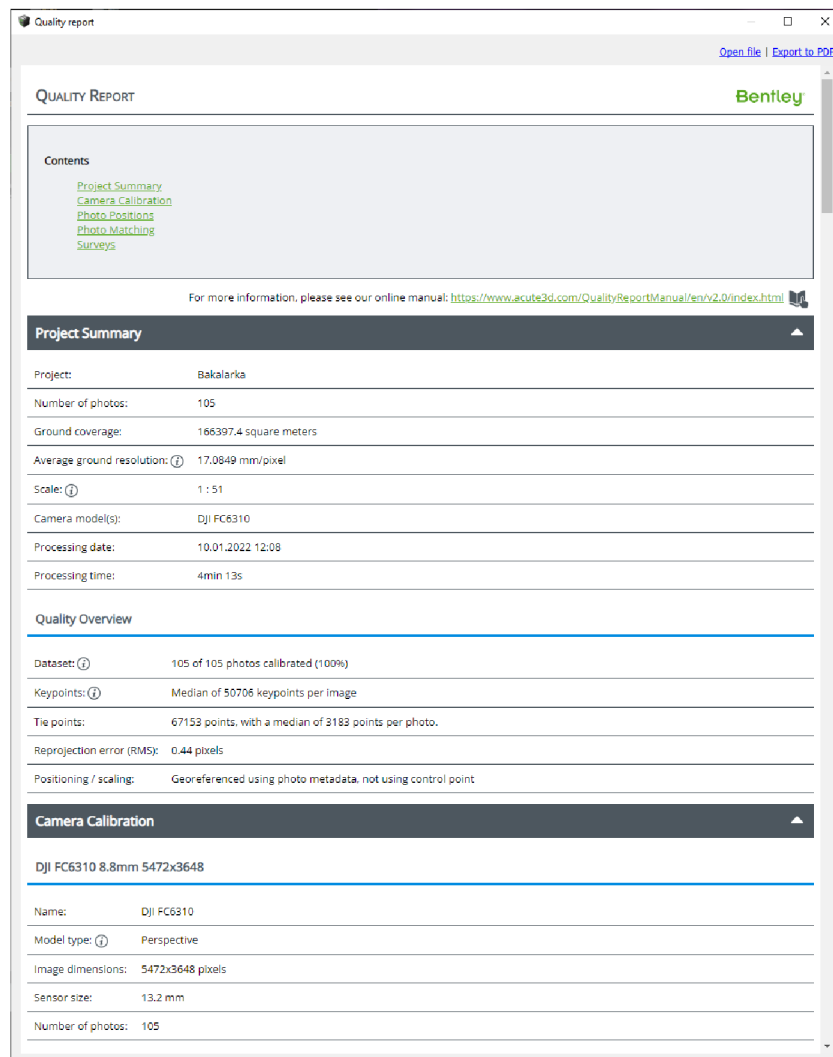 Quality report
Open file | Export to PDF
QUALITY REPORT
Bentley
Contents
Project Summary
Camera Calibration
Photo Positions
Photo Matching
Surveys
For more information, please see our online manual: https://www.acute3d.com/QualityReportManual/en/v2.0/index.html
Project Summary
Project: Bakalarka
Number of photos: 105
Ground coverage: 166397.4 square meters
Average ground resolution: 17.0849 mm/pixel
Scale: 1 : 51
Camera model(s): DJI FC6310
Processing date: 10.01.2022 12:08
Processing time: 4min 13s
Quality Overview
Dataset: 105 of 105 photos calibrated (100%)
Keypoints: Median of 50706 keypoints per image
Tie points: 67153 points, with a median of 3183 points per photo.
Reprojection error (RMS): 0.44 pixels
Positioning / scaling: Georeferenced using photo metadata, not using control point
Camera Calibration
DJI FC6310 8.8mm 5472x3648
Name: DJI FC6310
Model type: Perspective
Image dimensions: 5472x3648 pixels
Sensor size: 13.2 mm
Number of photos: 105